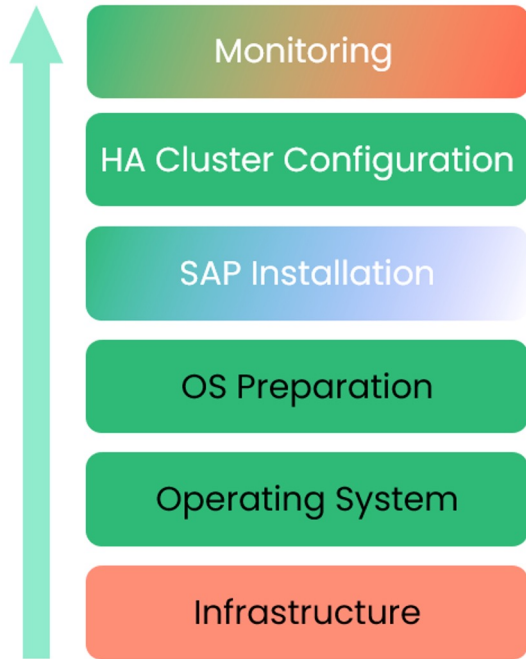 Monitoring
HA Cluster Configuration
SAP Installation
OS Preparation
Operating System
Infrastructure